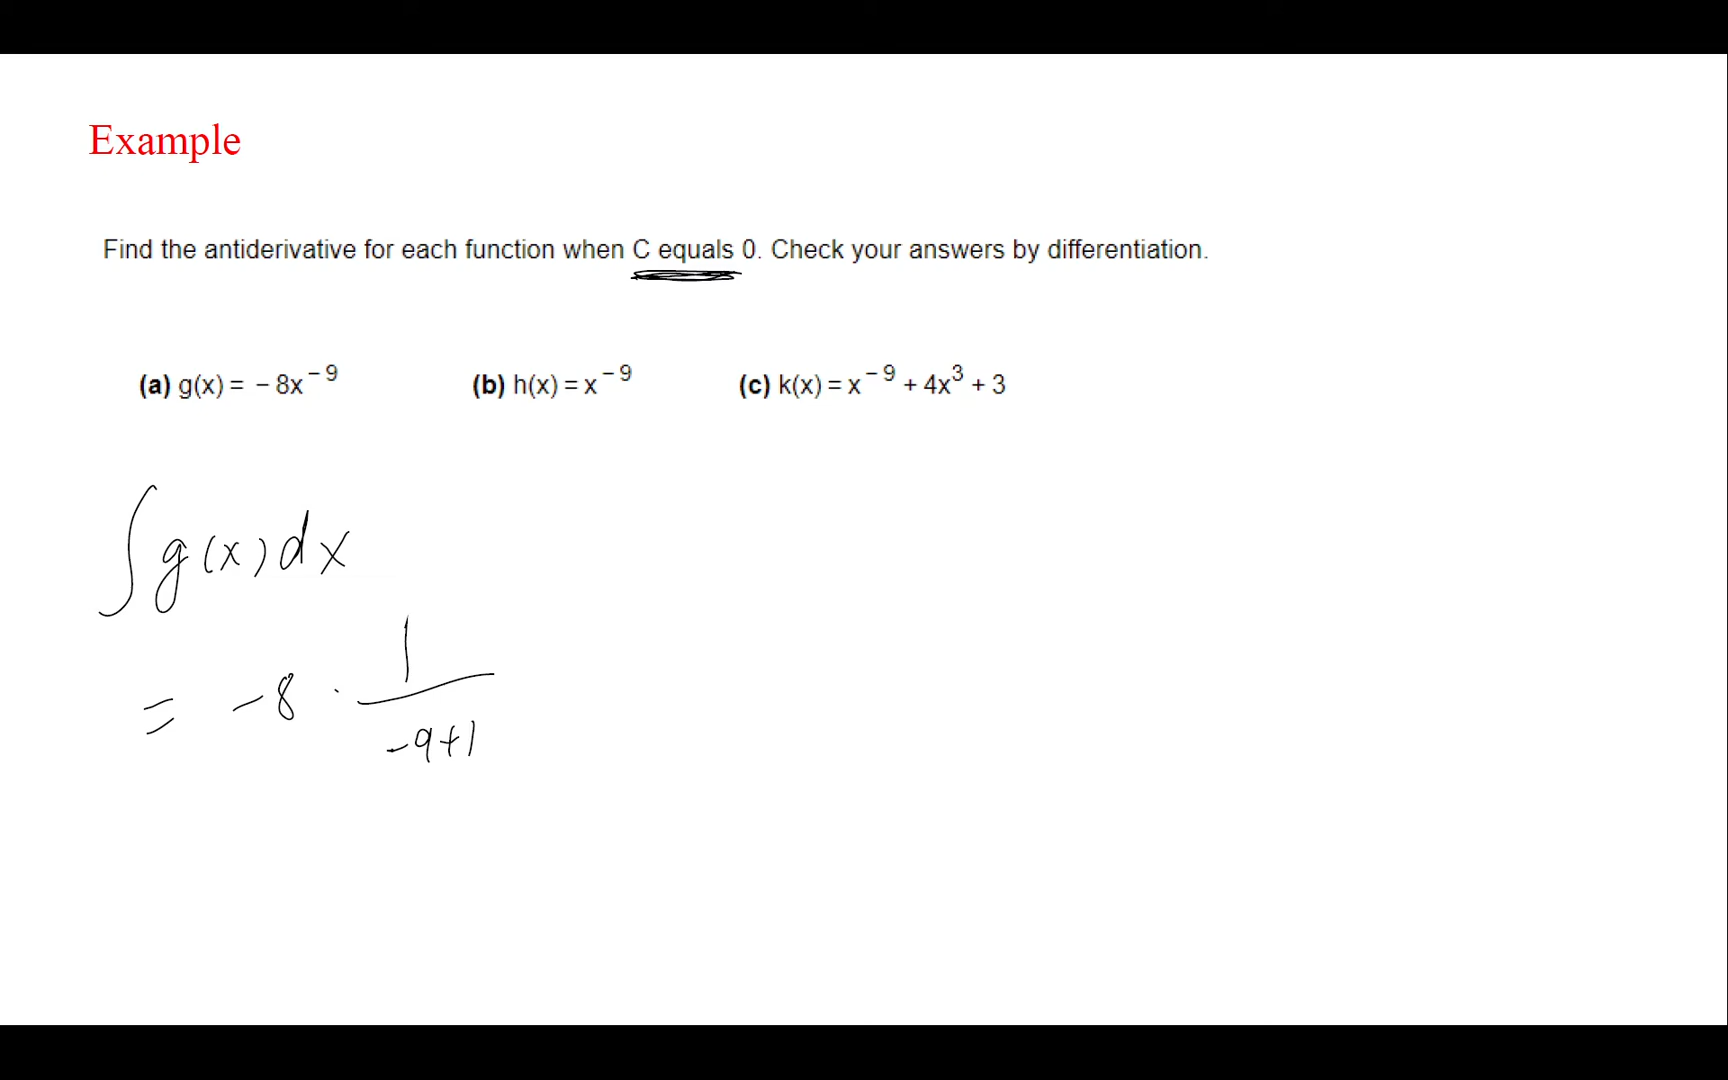 Example
Find the antiderivative for each function when C equals 0. Check your answers by differentiation.
(a) g(x) = − 8x⁻⁹ (b) h(x) = x⁻⁹ (c) k(x) = x⁻⁹ + 4x³ + 3
∫g(x)dx
= −8 · 1/(−9+1)